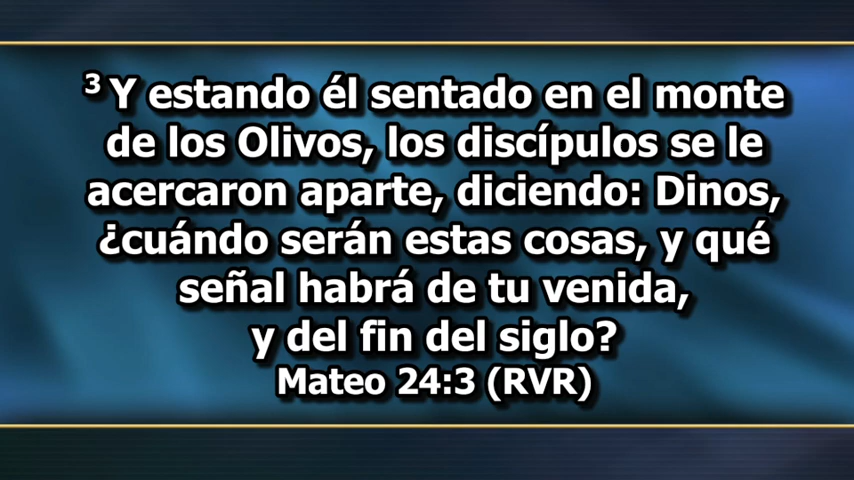 3 Y estando él sentado en el monte
de los Olivos, los discípulos se le
acercaron aparte, diciendo: Dinos,
¿cuándo serán estas cosas, y qué
señal habrá de tu venida,
y del fin del siglo?
Mateo 24:3 (RVR)